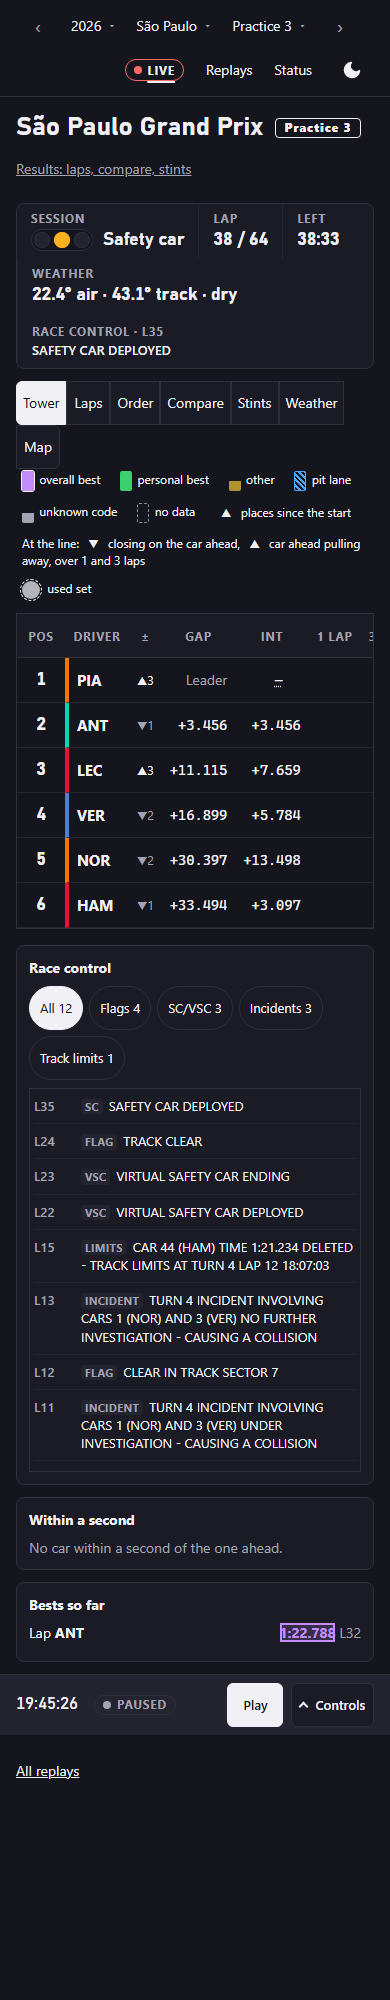 ‹ 2026 São Paulo Practice 3 ›
LIVE Replays Status
São Paulo Grand Prix Practice 3
Results: laps, compare, stints
SESSION LAP LEFT
Safety car 38 / 64 38:33
WEATHER
22.4° air · 43.1° track · dry
RACE CONTROL · L35
SAFETY CAR DEPLOYED
Tower Laps Order Compare Stints Weather
Map
overall best personal best other pit lane
unknown code no data ▲ places since the start
At the line: ▼ closing on the car ahead, ▲ car ahead pulling
away, over 1 and 3 laps
used set
POS DRIVER ± GAP INT 1 LAP 3
1 PIA ▲3 Leader —
2 ANT ▼1 +3.456 +3.456
3 LEC ▲3 +11.115 +7.659
4 VER ▼2 +16.899 +5.784
5 NOR ▼2 +30.397 +13.498
6 HAM ▼1 +33.494 +3.097
Race control
All 12 Flags 4 SC/VSC 3 Incidents 3
Track limits 1
L35 SC SAFETY CAR DEPLOYED
L24 FLAG TRACK CLEAR
L23 VSC VIRTUAL SAFETY CAR ENDING
L22 VSC VIRTUAL SAFETY CAR DEPLOYED
L15 LIMITS CAR 44 (HAM) TIME 1:21.234 DELETED
- TRACK LIMITS AT TURN 4 LAP 12 18:07:03
L13 INCIDENT TURN 4 INCIDENT INVOLVING
CARS 1 (NOR) AND 3 (VER) NO FURTHER
INVESTIGATION - CAUSING A COLLISION
L12 FLAG CLEAR IN TRACK SECTOR 7
L11 INCIDENT TURN 4 INCIDENT INVOLVING
CARS 1 (NOR) AND 3 (VER) UNDER
INVESTIGATION - CAUSING A COLLISION
Within a second
No car within a second of the one ahead.
Bests so far
Lap ANT 1:22.788 L32
19:45:26 PAUSED Play Controls
All replays